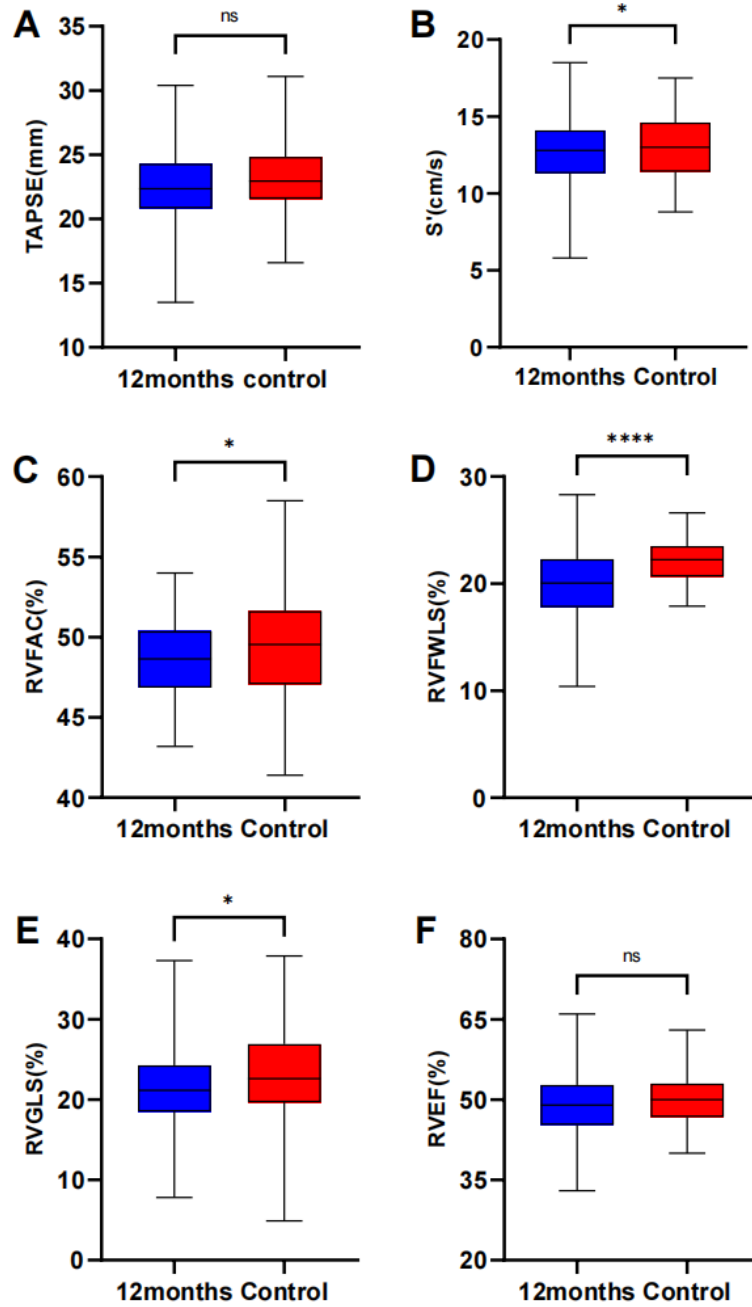 A
TAPSE(mm)
35
30
25
20
15
10
ns
12months control
B
S'(cm/s)
20
15
10
5
0
*
12months Control
C
RVFAC(%)
60
55
50
45
40
*
12months Control
D
RVFWLS(%)
30
20
10
0
****
12months Control
E
RVGLS(%)
40
30
20
10
0
*
12months Control
F
RVEF(%)
80
65
50
35
20
ns
12months Control